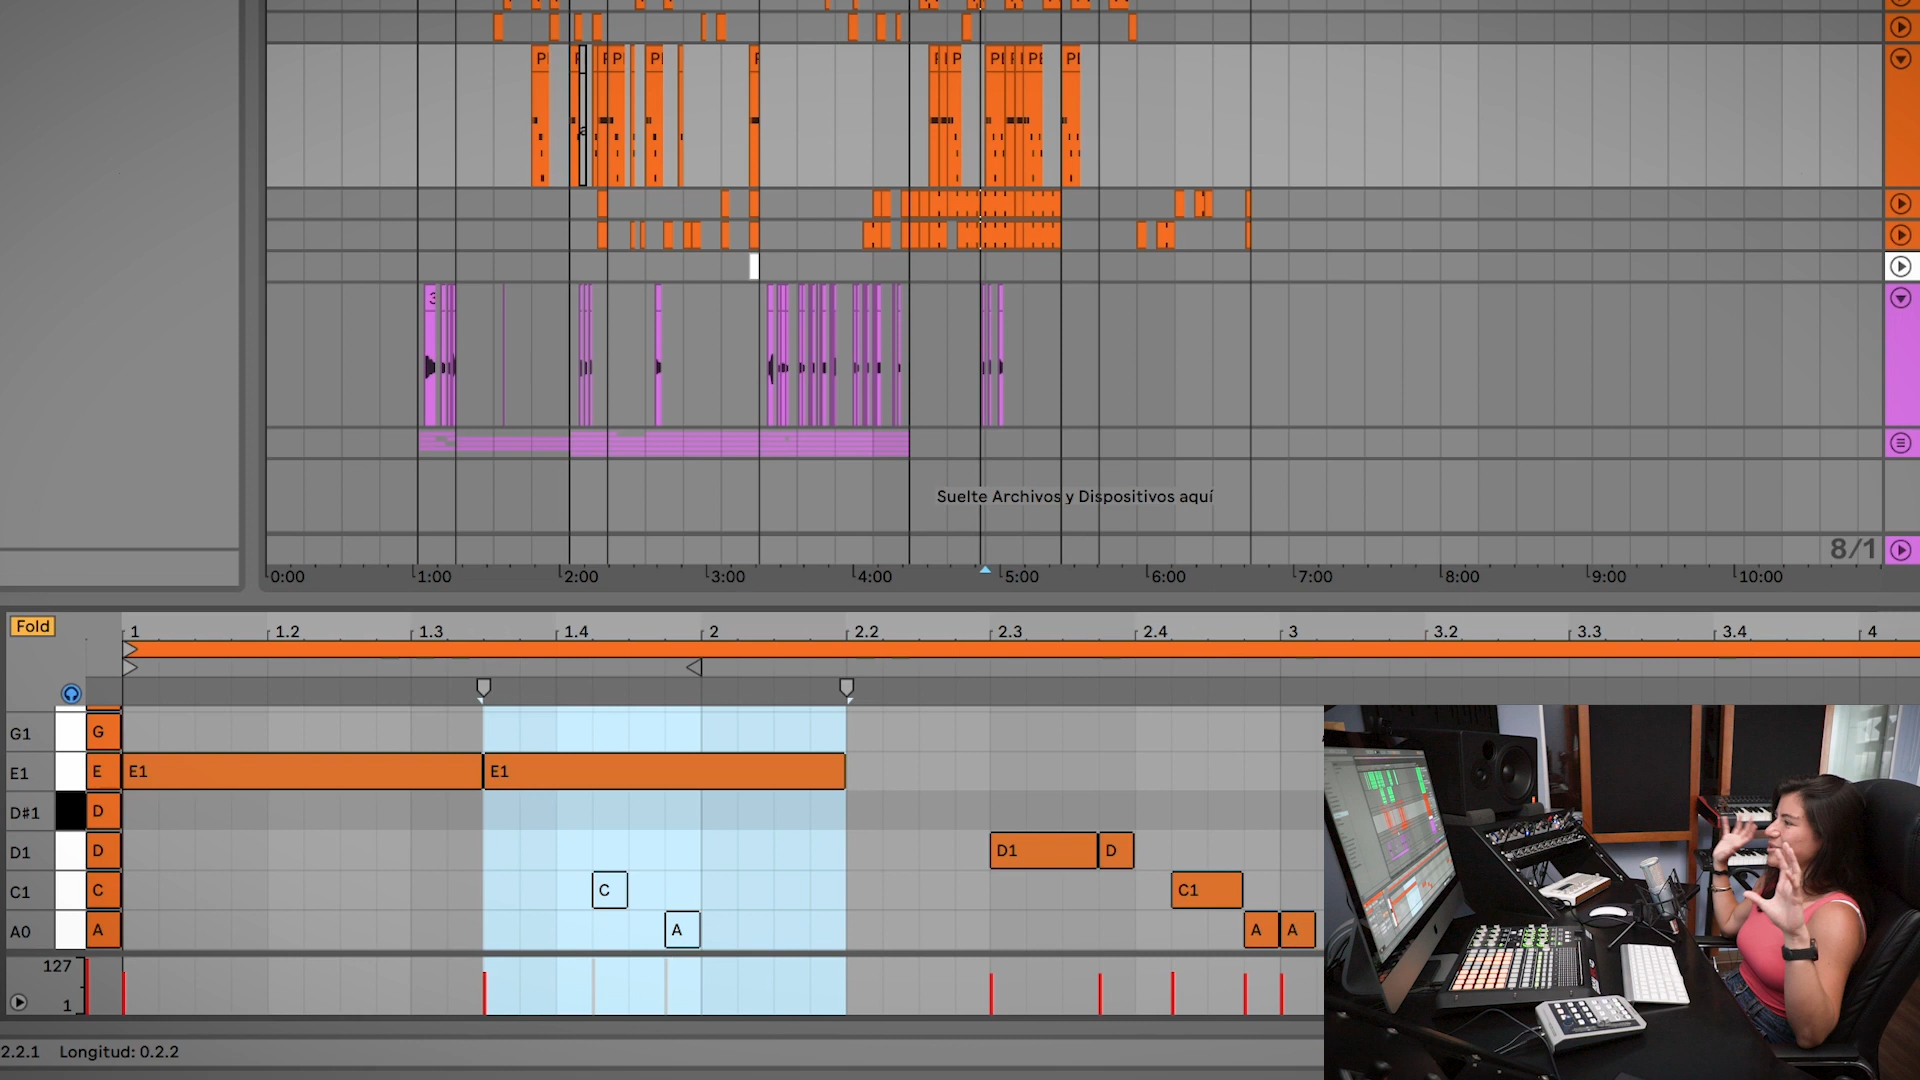 Suelte Archivos y Dispositivos aquí
8/1
0:00 1:00 2:00 3:00 4:00 5:00 6:00 7:00 8:00 9:00 10:00
Fold
1 1.2 1.3 1.4 2 2.2 2.3 2.4 3 3.2 3.3 3.4 4
G1 G
E1 E E1 E1
D#1 D
D1 D D1 D
C1 C C C1
A0 A A A A
127
1
2.2.1 Longitud: 0.2.2